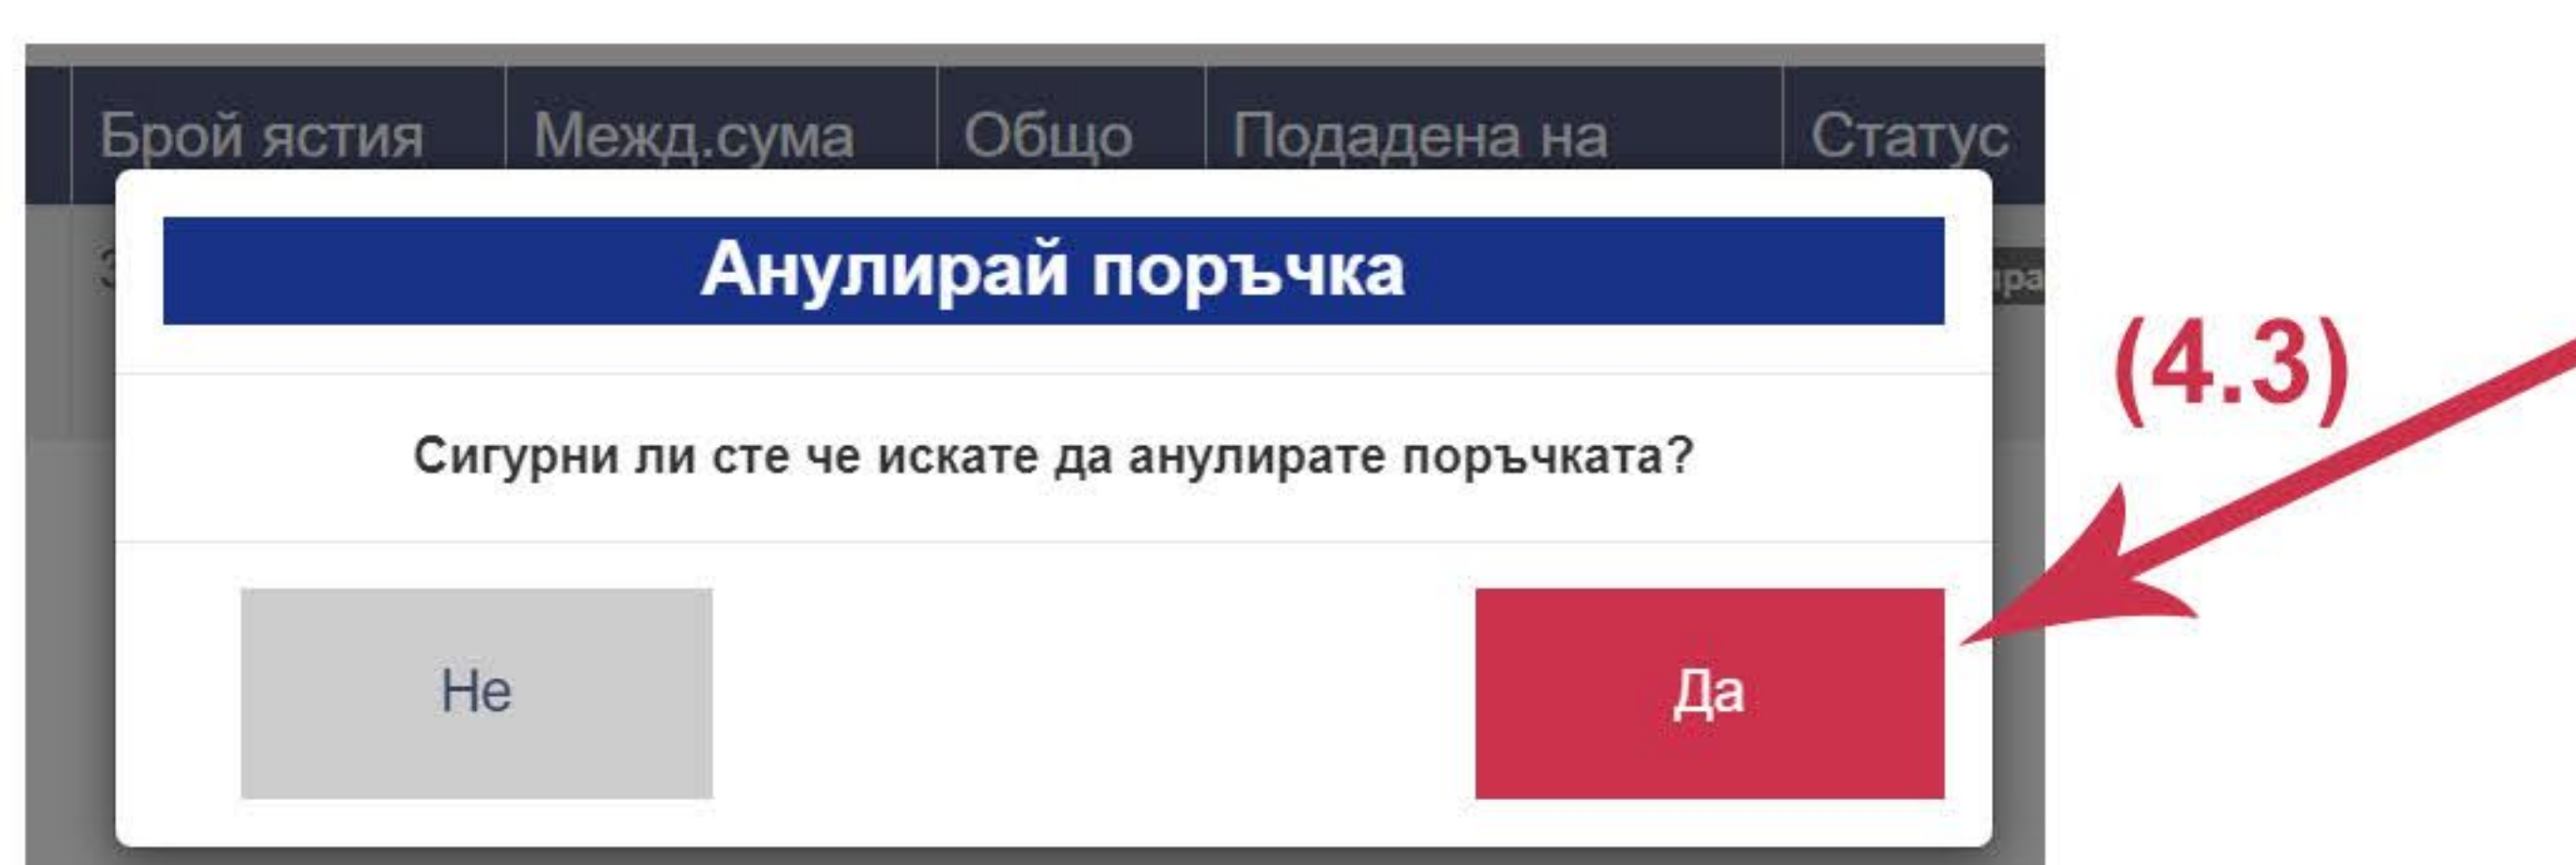 Брой ястия Межд.сума Общо Подадена на Статус
Анулирай поръчка
(4.3)
Сигурни ли сте че искате да анулирате поръчката?
Не Да